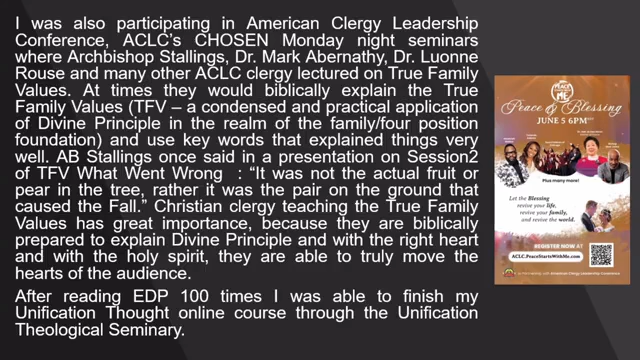 I was also participating in American Clergy Leadership
Conference, ACLC's CHOSEN Monday night seminars
where Archbishop Stallings, Dr. Mark Abernathy, Dr. Luonne
Rouse and many other ACLC clergy lectured on True Family
Values. At times they would biblically explain the True
Family Values (TFV – a condensed and practical application
of Divine Principle in the realm of the family/four position
foundation) and use key words that explained things very
well. AB Stallings once said in a presentation on Session2
of TFV What Went Wrong : "It was not the actual fruit or
pear in the tree, rather it was the pair on the ground that
caused the Fall." Christian clergy teaching the True Family
Values has great importance, because they are biblically
prepared to explain Divine Principle and with the right heart
and with the holy spirit, they are able to truly move the
hearts of the audience.
After reading EDP 100 times I was able to finish my
Unification Thought online course through the Unification
Theological Seminary.
PEACE
ME
Peace & Blessing
JUNE 5 6PM
Plus many more!
Let the Blessing
revive your life,
revive your family,
and revive the world.
REGISTER NOW AT
ACLC.PeaceStartsWithMe.com